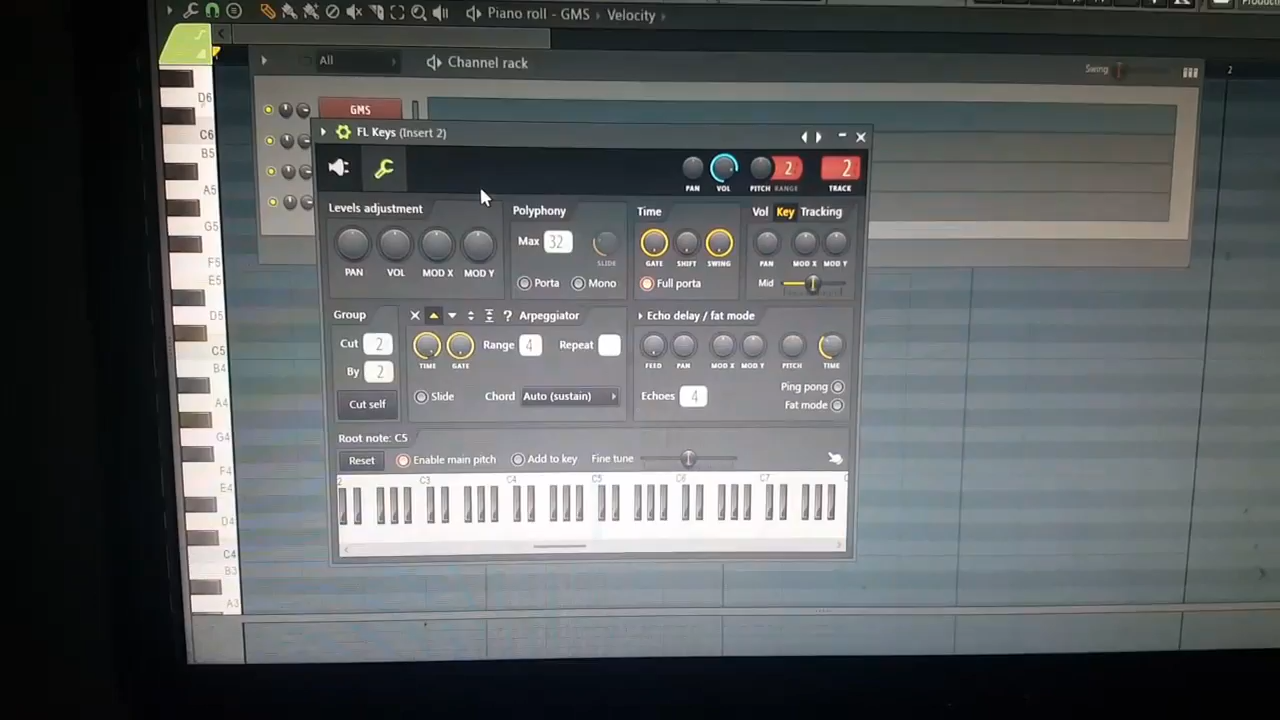 Piano roll - GMS › Velocity ›
All
Channel rack
Swing
2
GMS
FL Keys (Insert 2)
PAN VOL PITCH 2 RANGE 2 TRACK
Levels adjustment
PAN VOL MOD X MOD Y
Polyphony
Max 32
SLIDE
Porta Mono
Time
GATE SHIFT SWING
Full porta
Vol Key Tracking
PAN MOD X MOD Y
Mid
Group
Cut 2
By 2
Cut self
? Arpeggiator
TIME GATE
Range 4 Repeat
Slide Chord Auto (sustain)
Echo delay / fat mode
FEED PAN MOD X MOD Y PITCH TIME
Echoes 4
Ping pong
Fat mode
Root note: C5
Reset Enable main pitch Add to key Fine tune
2 C3 C4 C5 C6 C7
D6
C6
B5
A5
G5
F5
E5
D5
C5
B4
A4
G4
F4
E4
D4
C4
B3
A3